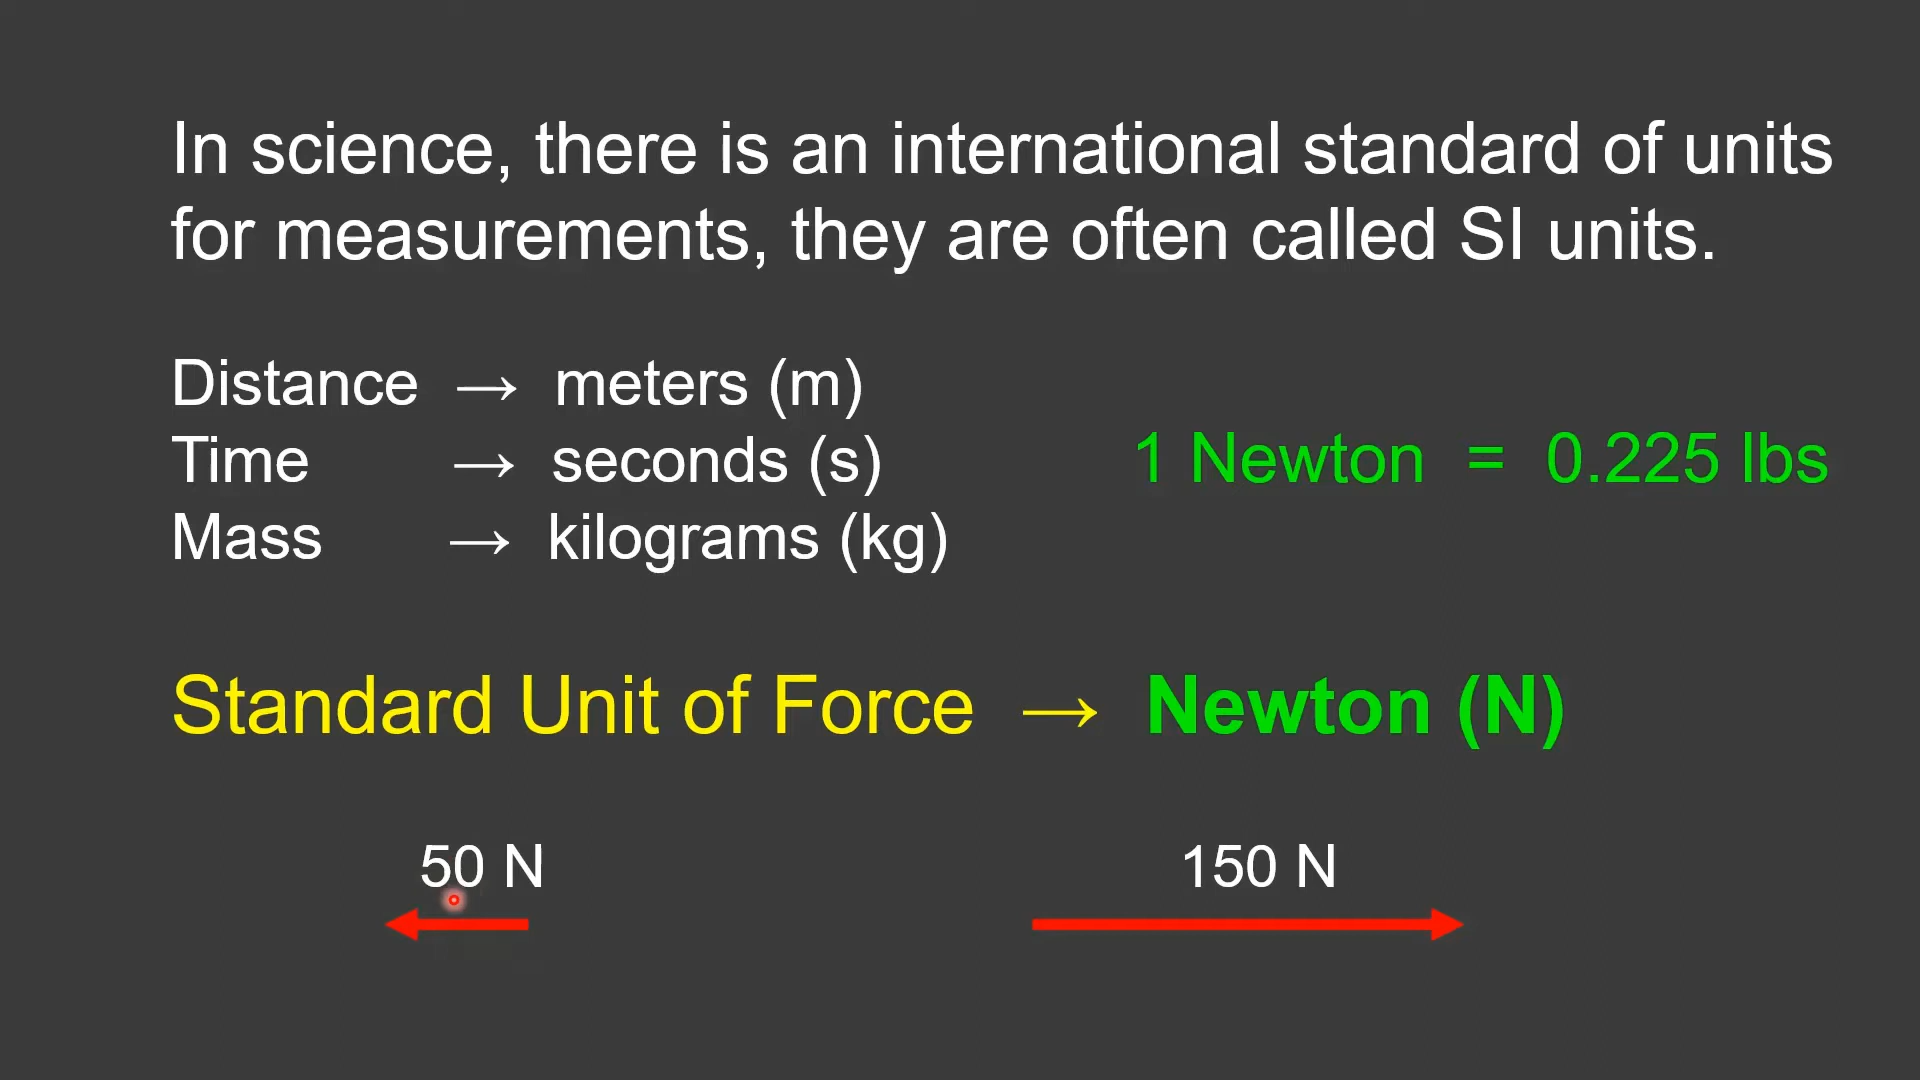 In science, there is an international standard of units
for measurements, they are often called SI units.
Distance → meters (m)
Time → seconds (s)
Mass → kilograms (kg)
1 Newton = 0.225 lbs
Standard Unit of Force → Newton (N)
50 N
150 N